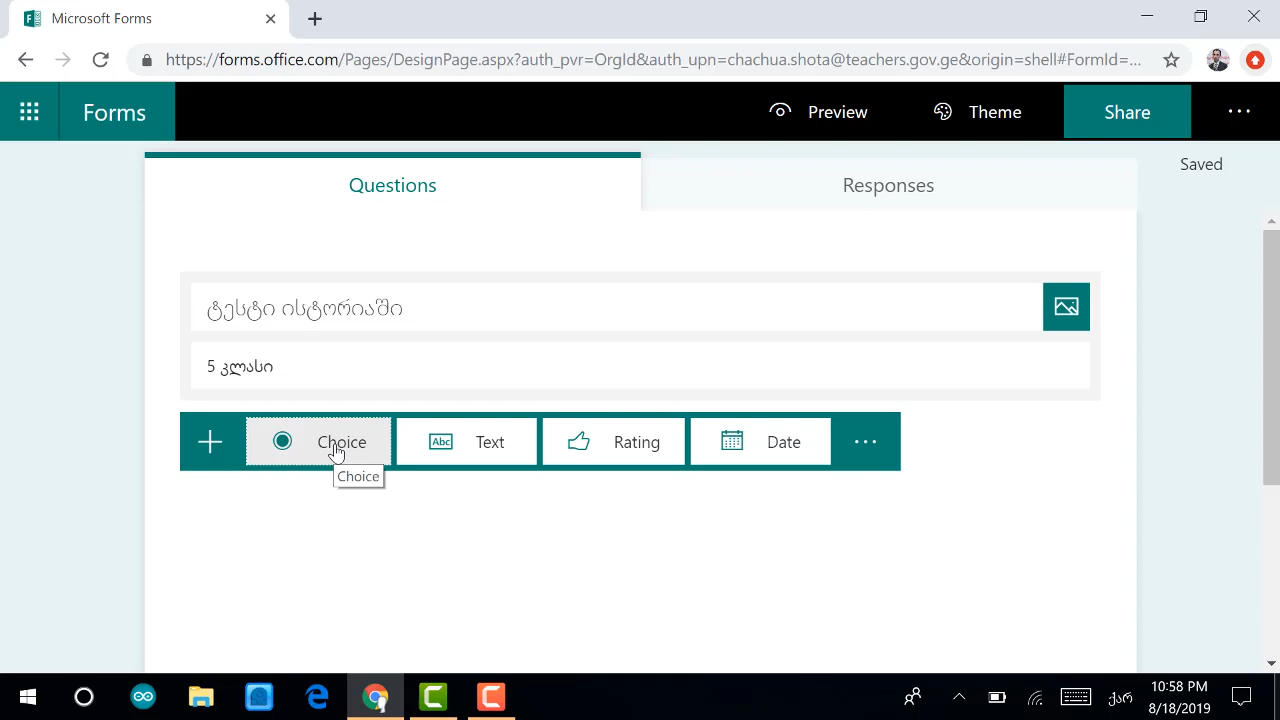 Microsoft Forms
https://forms.office.com/Pages/DesignPage.aspx?auth_pvr=OrgId&auth_upn=chachua.shota@teachers.gov.ge&origin=shell#FormId=...
Forms
Preview
Theme
Share
Saved
Questions
Responses
ტესტი ისტორიაში
5 კლასი
Choice
Abc
Text
Rating
Date
Choice
ქარ
10:58 PM
8/18/2019